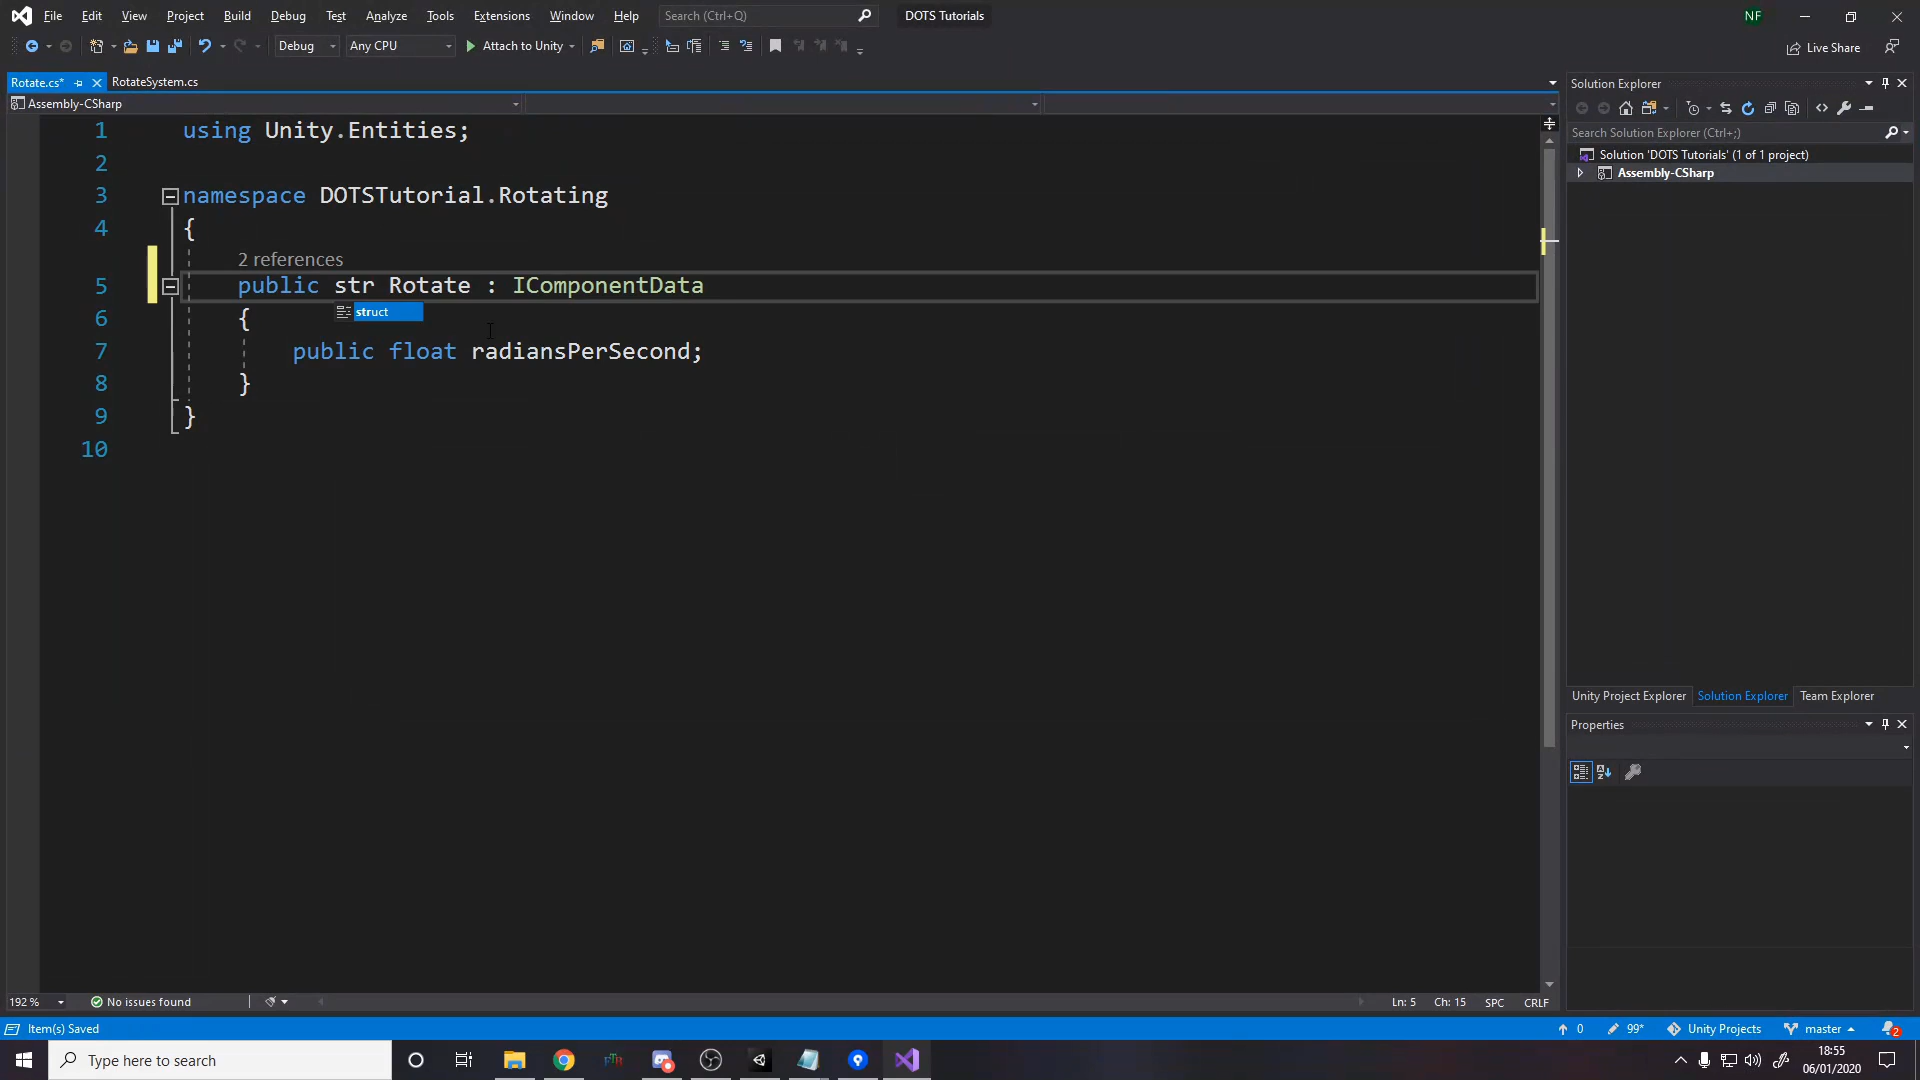 File Edit View Project Build Debug Test Analyze Tools Extensions Window Help Search (Ctrl+Q) DOTS Tutorials NF
Debug Any CPU Attach to Unity Live Share
Rotate.cs* RotateSystem.cs
Assembly-CSharp
1 using Unity.Entities;
2
3 namespace DOTSTutorial.Rotating
4 {
2 references
5 public str Rotate : IComponentData
struct
6 {
7 public float radiansPerSecond;
8 }
9 }
10
Solution Explorer
Search Solution Explorer (Ctrl+;)
Solution 'DOTS Tutorials' (1 of 1 project)
Assembly-CSharp
Unity Project Explorer Solution Explorer Team Explorer
Properties
192 % No issues found Ln: 5 Ch: 15 SPC CRLF
Item(s) Saved 0 99* Unity Projects master 2
Type here to search FTR 18:55
06/01/2020